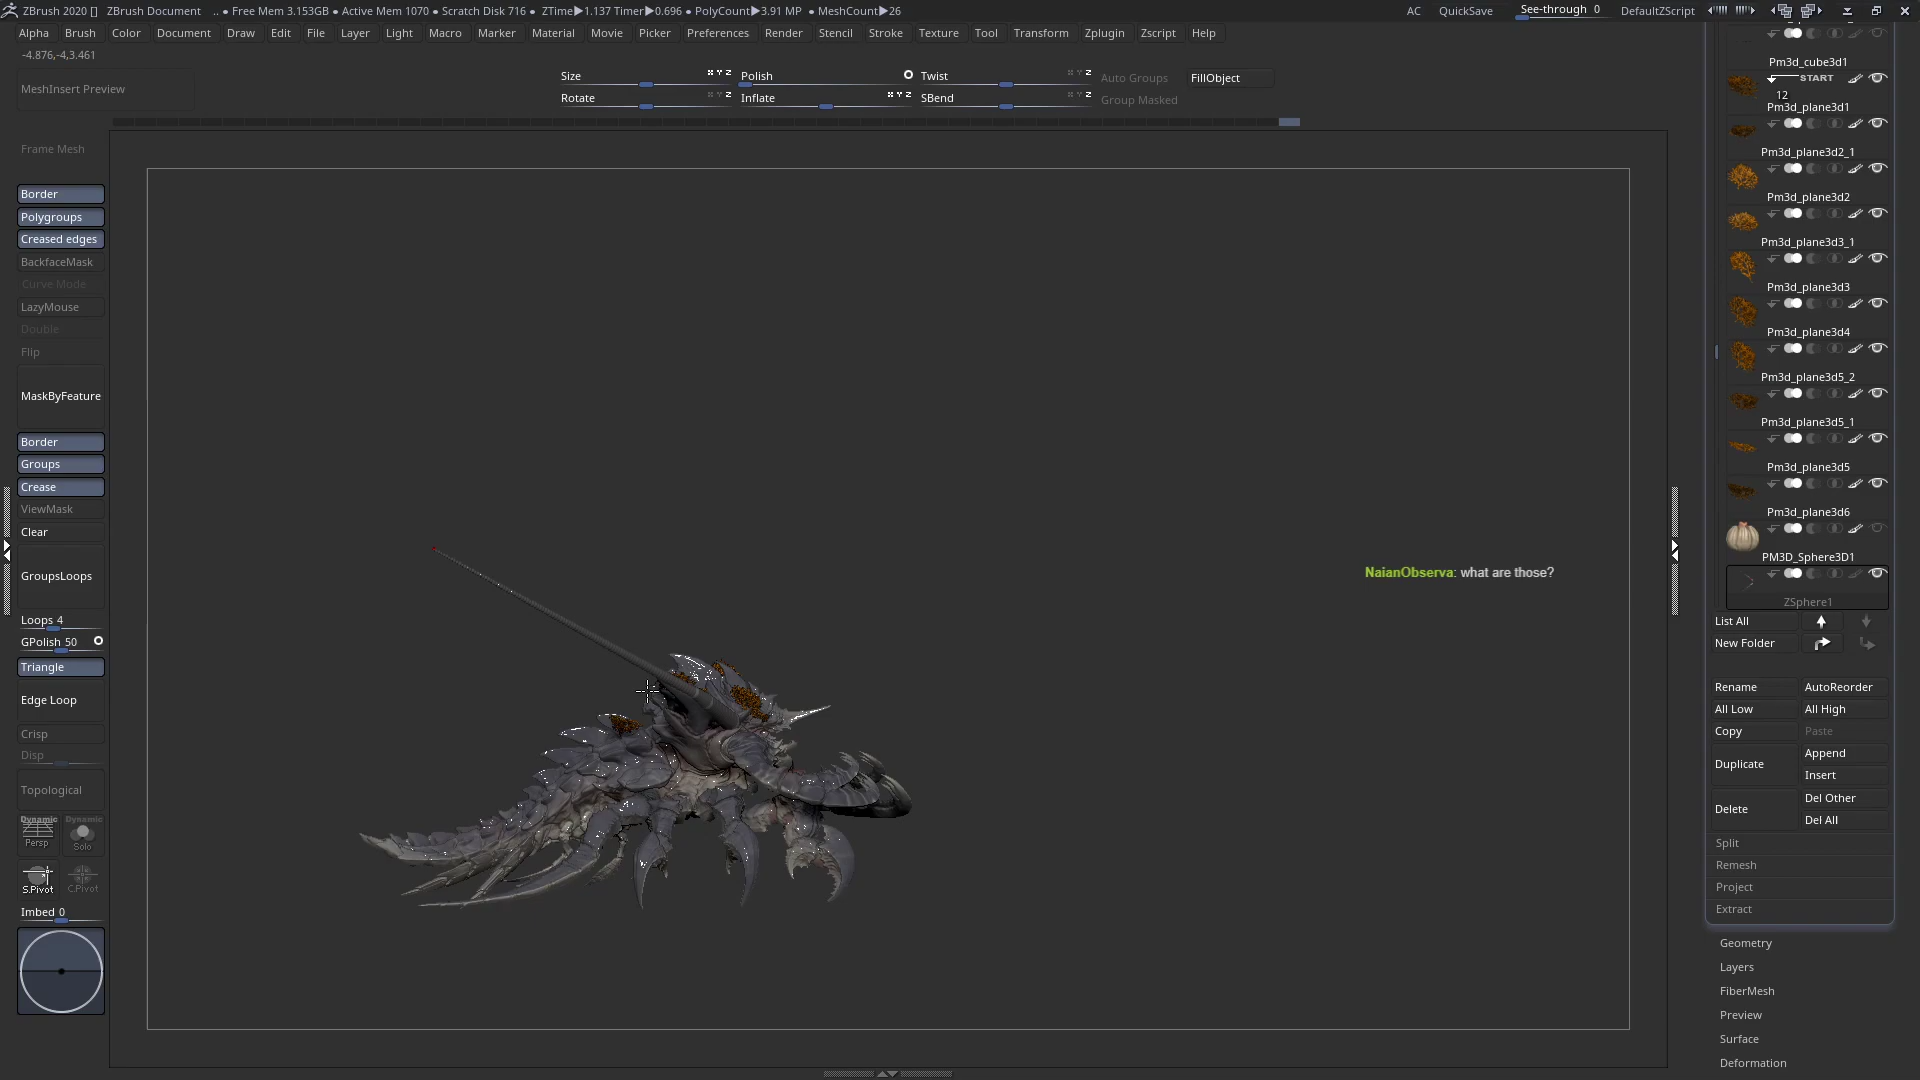 ZBrush 2020 [] ZBrush Document .. • Free Mem 3.153GB • Active Mem 1070 • Scratch Disk 716 • ZTime▶1.137 Timer▶0.696 • PolyCount▶3.91 MP • MeshCount▶26 AC QuickSave See-through 0 DefaultZScript
Alpha Brush Color Document Draw Edit File Layer Light Macro Marker Material Movie Picker Preferences Render Stencil Stroke Texture Tool Transform Zplugin Zscript Help
-4.876,-4,3.461
MeshInsert Preview
Size X Y Z Polish Twist X Y Z Auto Groups FillObject
Rotate X Y Z Inflate X Y Z SBend X Y Z Group Masked
Frame Mesh
Border
Polygroups
Creased edges
BackfaceMask
Curve Mode
LazyMouse
Double
Flip
MaskByFeature
Border
Groups
Crease
ViewMask
Clear
GroupsLoops
Loops 4
GPolish 50
Triangle
Edge Loop
Crisp
Disp
Topological
Dynamic Dynamic
Persp Solo
S.Pivot C.Pivot
Imbed 0
NaianObserva: what are those?
Pm3d_cube3d1
START
12
Pm3d_plane3d1
Pm3d_plane3d2_1
Pm3d_plane3d2
Pm3d_plane3d3_1
Pm3d_plane3d3
Pm3d_plane3d4
Pm3d_plane3d5_2
Pm3d_plane3d5_1
Pm3d_plane3d5
Pm3d_plane3d6
PM3D_Sphere3D1
ZSphere1
List All
New Folder
Rename AutoReorder
All Low All High
Copy Paste
Duplicate Append
Insert
Delete Del Other
Del All
Split
Remesh
Project
Extract
Geometry
Layers
FiberMesh
Preview
Surface
Deformation